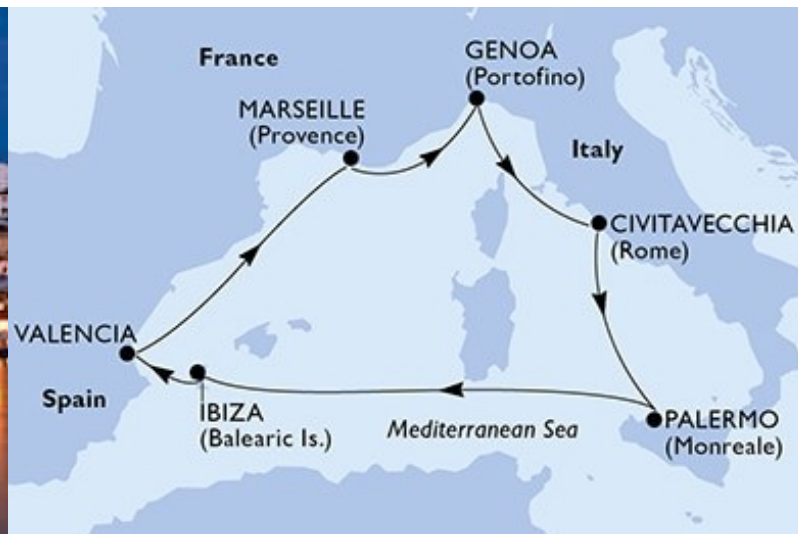 France
GENOA
(Portofino)
MARSEILLE
(Provence)
Italy
CIVITAVECCHIA
(Rome)
VALENCIA
Spain
IBIZA
(Balearic Is.)
Mediterranean Sea
PALERMO
(Monreale)